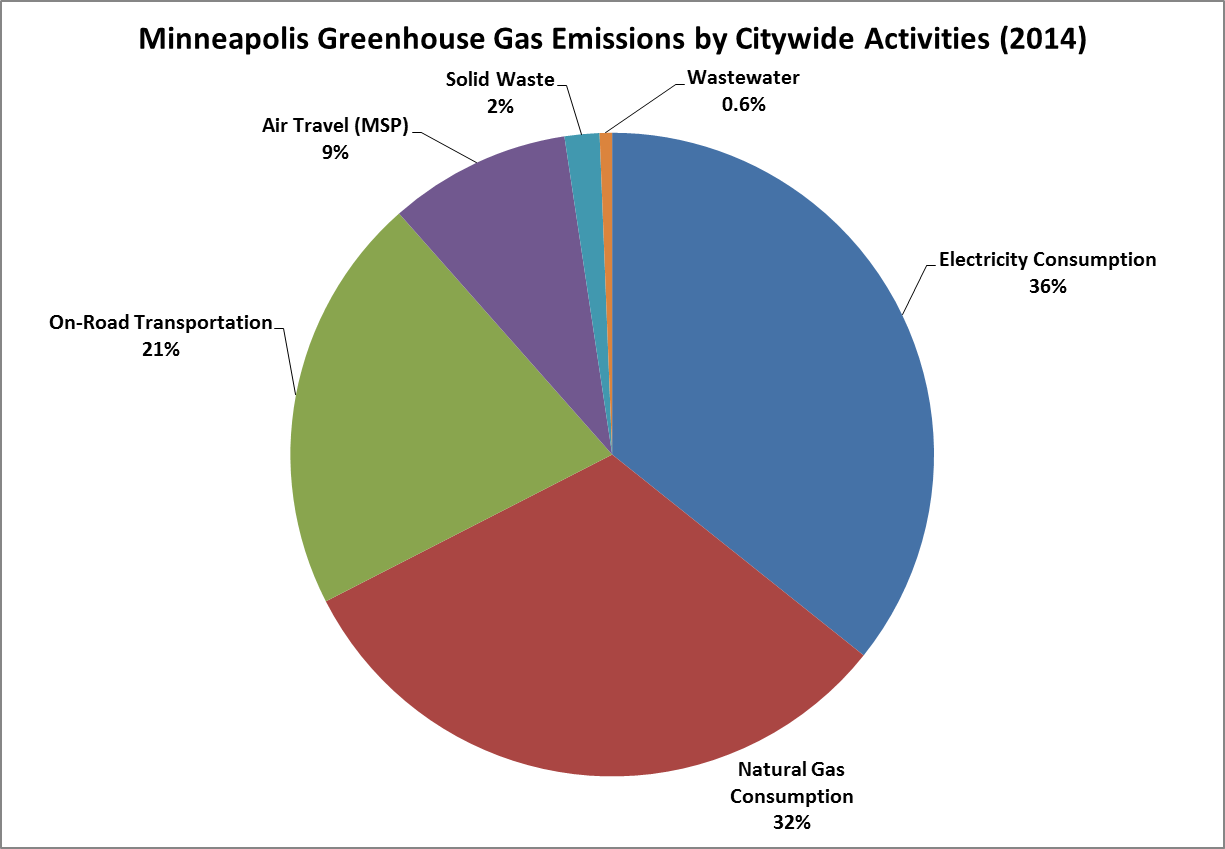 Minneapolis Greenhouse Gas Emissions by Citywide Activities (2014)
Solid Waste
2%
Wastewater
0.6%
Air Travel (MSP)
9%
Electricity Consumption
36%
On-Road Transportation
21%
Natural Gas
Consumption
32%